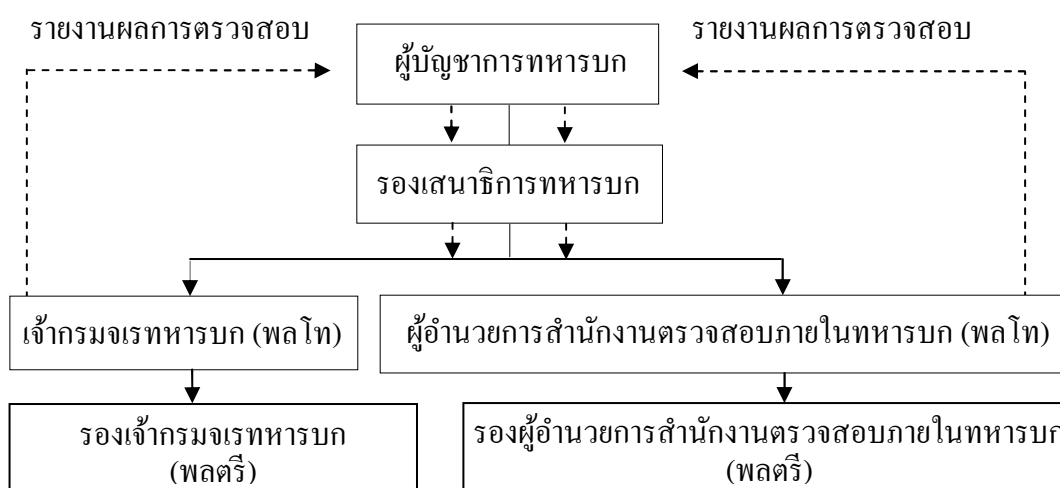 รายงานผลการตรวจสอบ
ผู้บัญชาการทหารบก
รายงานผลการตรวจสอบ
รองเสนาธิการทหารบก
เจ้ากรมจเรทหารบก (พลโท)
ผู้อำนวยการสำนักงานตรวจสอบภายในทหารบก (พลโท)
รองเจ้ากรมจเรทหารบก
(พลตรี)
รองผู้อำนวยการสำนักงานตรวจสอบภายในทหารบก
(พลตรี)